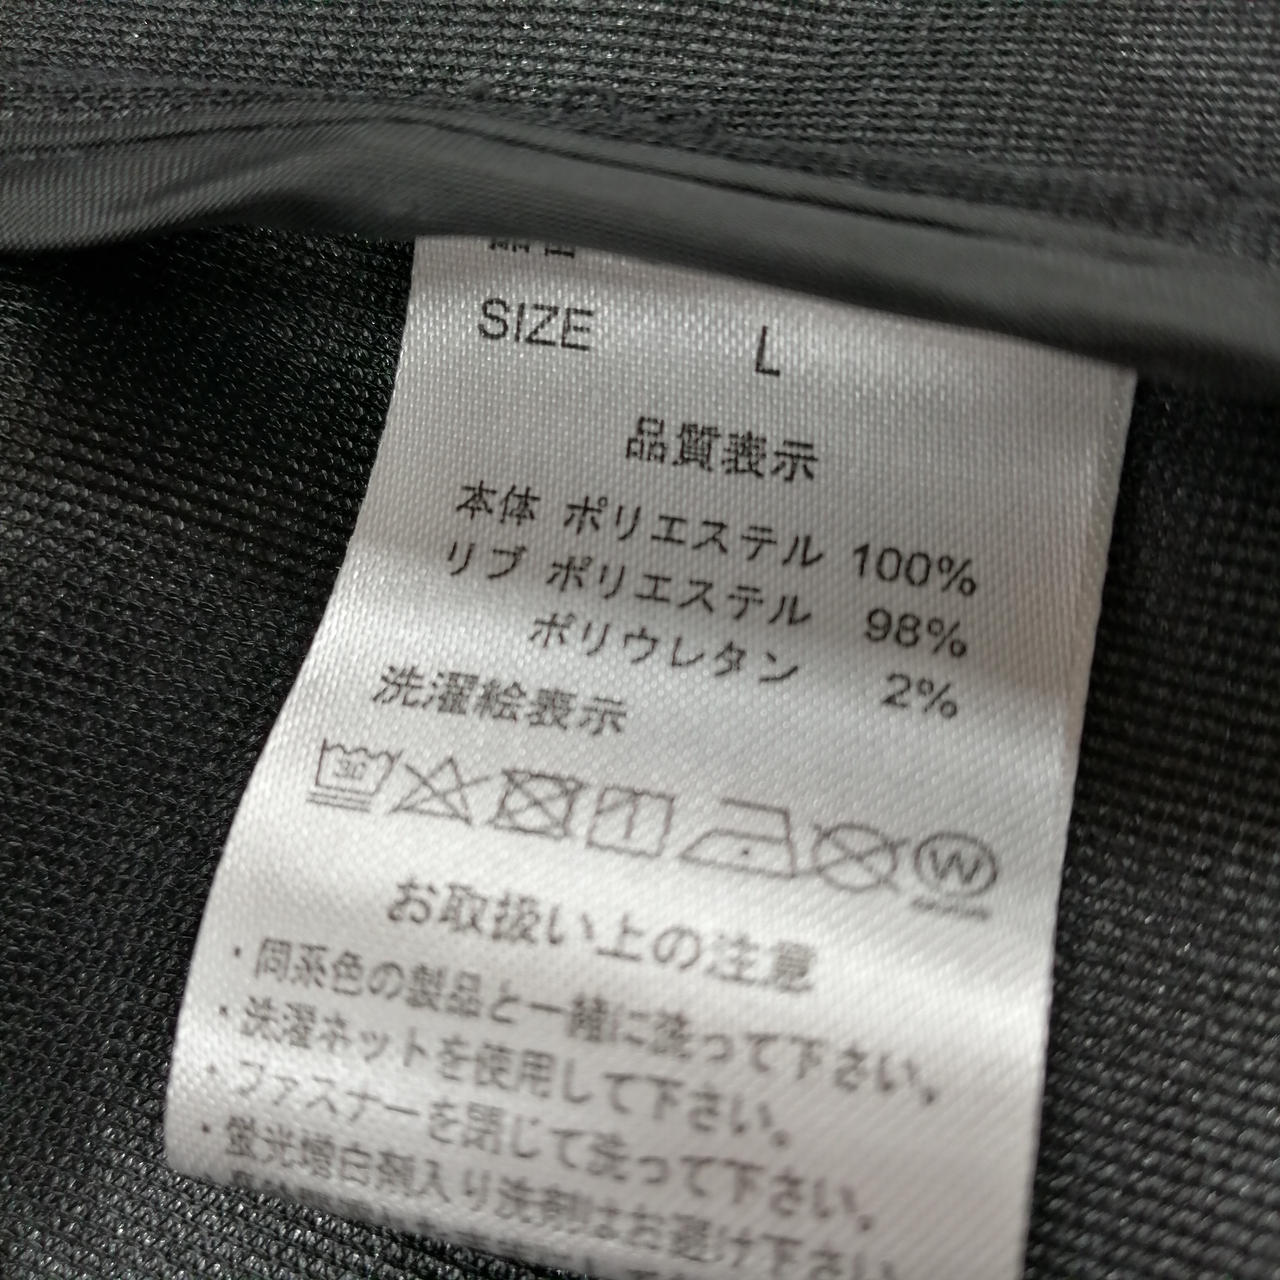 SIZE L
品質表示
本体 ポリエステル 100%
リブ ポリエステル 98%
ポリウレタン 2%
洗濯絵表示
30
W
お取扱い上の注意
・同系色の製品と一緒に洗って下さい。
・洗濯ネットを使用して下さい。
・ファスナーを閉じて洗って下さい。
・蛍光増白剤入り洗剤はお避け下さい。